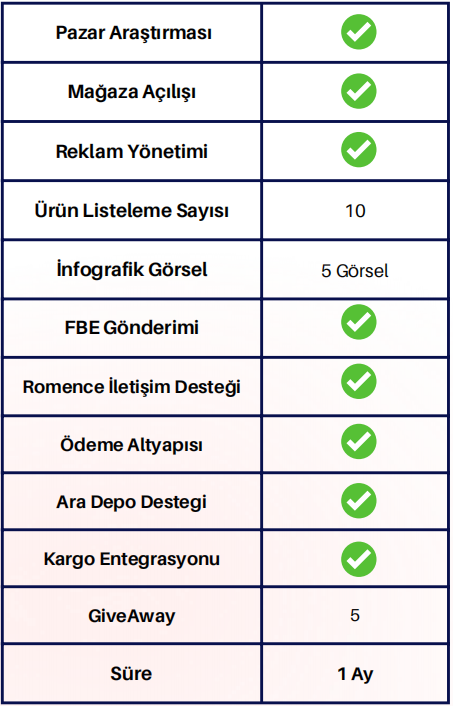 Pazar Araştırması
Mağaza Açılışı
Reklam Yönetimi
Ürün Listeleme Sayısı 10
İnfografik Görsel 5 Görsel
FBE Gönderimi
Romence İletişim Desteği
Ödeme Altyapısı
Ara Depo Destegi
Kargo Entegrasyonu
GiveAway 5
Süre 1 Ay